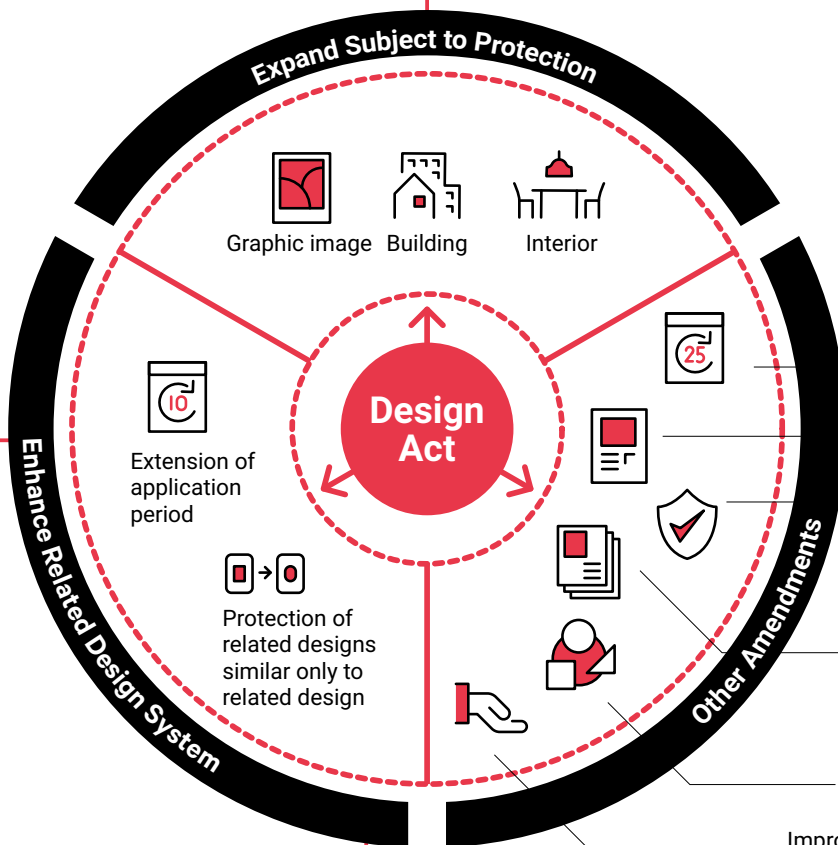 Expand Subject to Protection
Graphic image
Building
Interior
25
10
Design
Act
Extension of
application
period
Enhance Related Design System
Protection of
related designs
similar only to
related design
Other Amendments